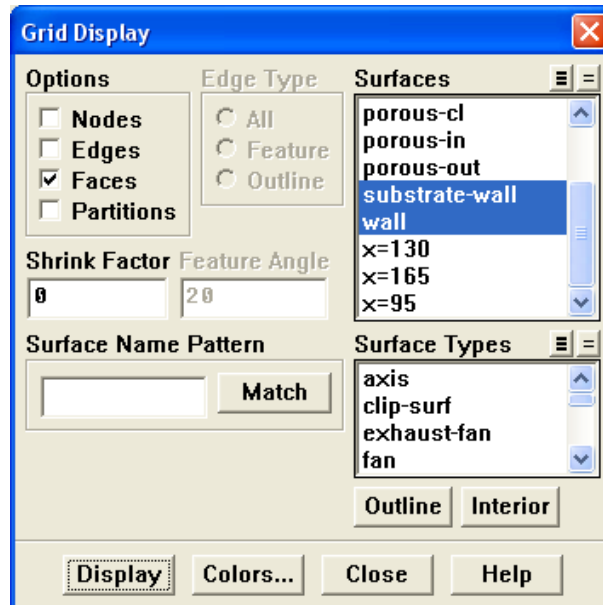 Grid Display
Options
Nodes
Edges
Faces
Partitions
Edge Type
All
Feature
Outline
Shrink Factor Feature Angle
0 20
Surface Name Pattern
Match
Surfaces
porous-cl
porous-in
porous-out
substrate-wall
wall
x=130
x=165
x=95
Surface Types
axis
clip-surf
exhaust-fan
fan
Outline Interior
Display Colors... Close Help